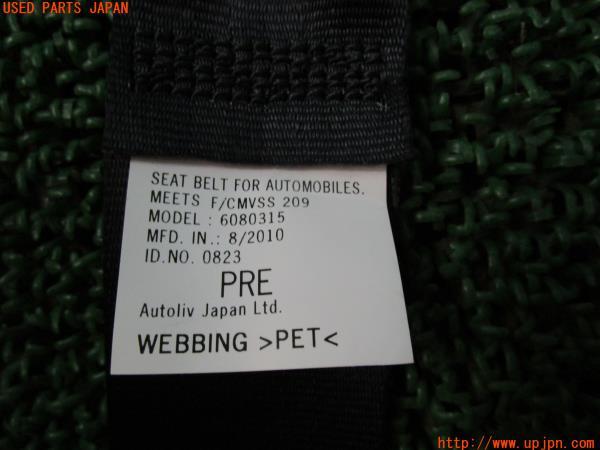 USED PARTS JAPAN
SEAT BELT FOR AUTOMOBILES.
MEETS F/CMVSS 209
MODEL : 6080315
MFD. IN.: 8/2010
ID.NO. 0823
PRE
Autoliv Japan Ltd.
WEBBING >PET<
http://www.upjpn.com/